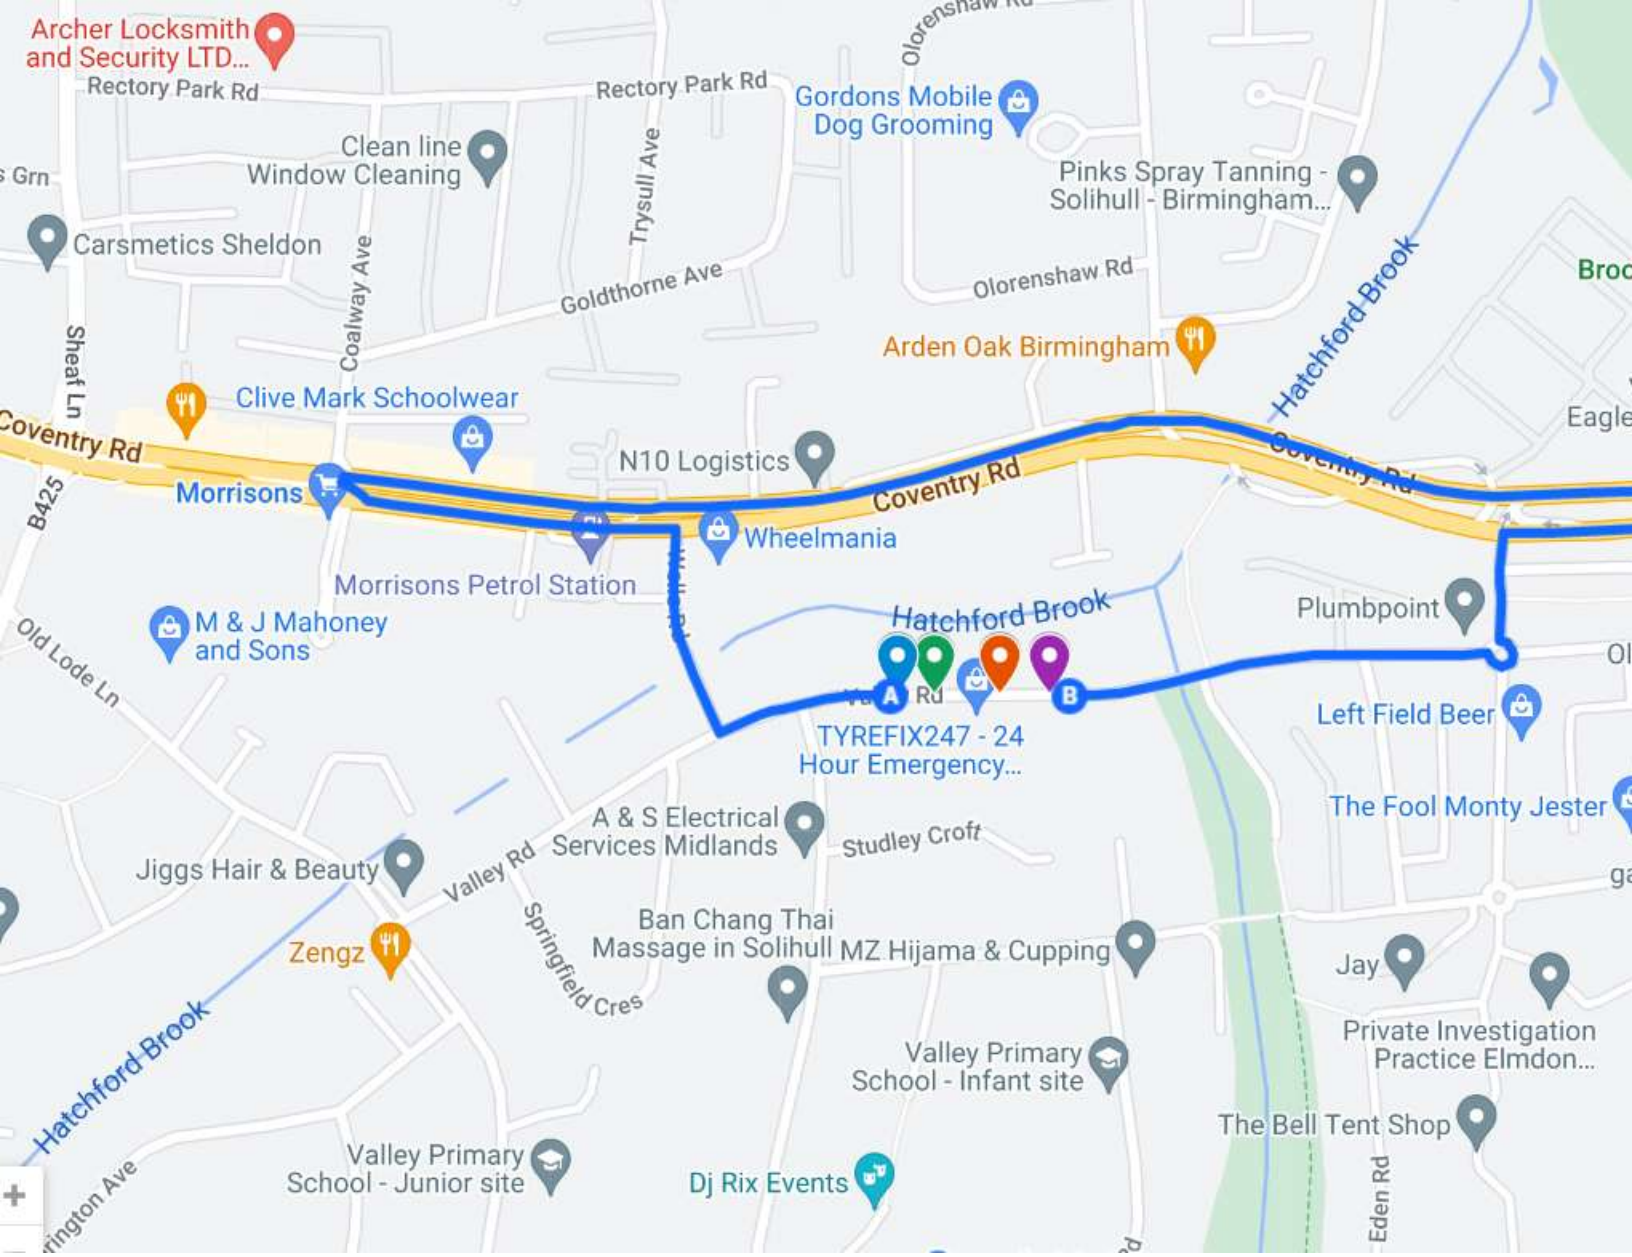 Olorenshaw Rd
Archer Locksmith
and Security LTD...
Rectory Park Rd
Rectory Park Rd
Gordons Mobile
Dog Grooming
Clean line
Window Cleaning
Trysull Ave
Pinks Spray Tanning -
Solihull - Birmingham...
s Grn
Carsmetics Sheldon
Coalway Ave
Goldthorne Ave
Olorenshaw Rd
Hatchford Brook
Broo
Sheaf Ln
Arden Oak Birmingham
Clive Mark Schoolwear
Eagle
Coventry Rd
N10 Logistics
Coventry Rd
Coventry Rd
Morrisons
B425
Wheelmania
Morrisons Petrol Station
Hatchford Brook
Plumbpoint
M & J Mahoney
and Sons
Old Lode Ln
Ol
A
Rd
B
Left Field Beer
TYREFIX247 - 24
Hour Emergency...
The Fool Monty Jester
A & S Electrical
Services Midlands
Studley Croft
Jiggs Hair & Beauty
Valley Rd
ga
Springfield Cres
Ban Chang Thai
Massage in Solihull
MZ Hijama & Cupping
Zengz
Jay
Hatchford Brook
Private Investigation
Practice Elmdon...
Valley Primary
School - Infant site
The Bell Tent Shop
Valley Primary
School - Junior site
Dj Rix Events
Eden Rd
rington Ave
+